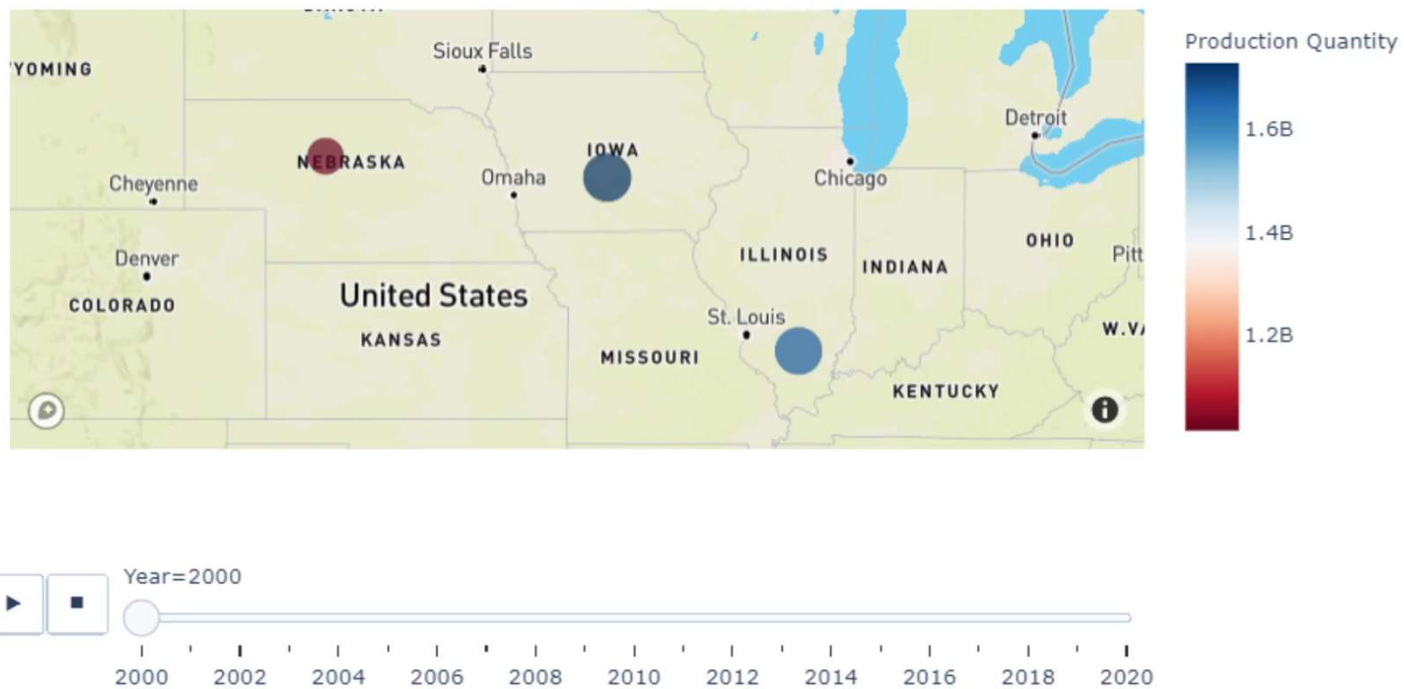 Sioux Falls
YOMING
Production Quantity
Detroit
1.6B
IOWA
NEBRASKA
Omaha
Chicago
Cheyenne
1.4B
OHIO
ILLINOIS
INDIANA
Pitt
Denver
United States
COLORADO
St. Louis
W.VA
1.2B
KANSAS
MISSOURI
KENTUCKY
Year=2000
2000 2002 2004 2006 2008 2010 2012 2014 2016 2018 2020